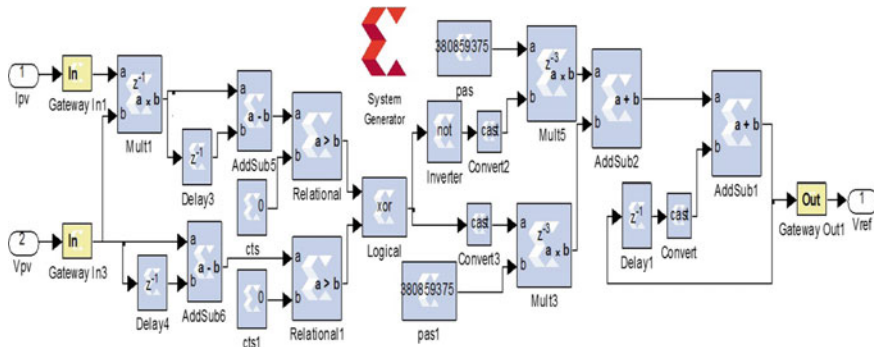 1
Ipv
In
Gateway In1
a
b
z-1
a x b
Mult1
z-1
Delay3
a
b
a - b
AddSub5
0
cts
a
b
a > b
Relational
System
Generator
380859375
pas
not
Inverter
cast
Convert2
a
b
z-3
a x b
Mult5
a
b
a + b
AddSub2
a
b
a + b
AddSub1
2
Vpv
In
Gateway In3
z-1
Delay4
a
b
a - b
AddSub6
0
cts1
a
b
a > b
Relational1
xor
Logical
cast
Convert3
380859375
pas1
a
b
z-3
a x b
Mult3
z-1
Delay1
cast
Convert
Out
Gateway Out1
1
Vref